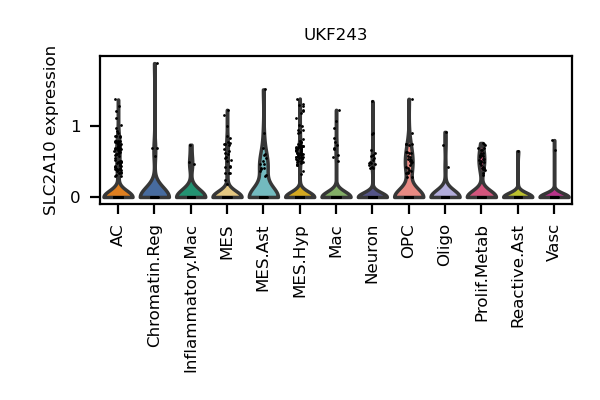 UKF243
SLC2A10 expression
1
0
AC
Chromatin.Reg
Inflammatory.Mac
MES
MES.Ast
MES.Hyp
Mac
Neuron
OPC
Oligo
Prolif.Metab
Reactive.Ast
Vasc